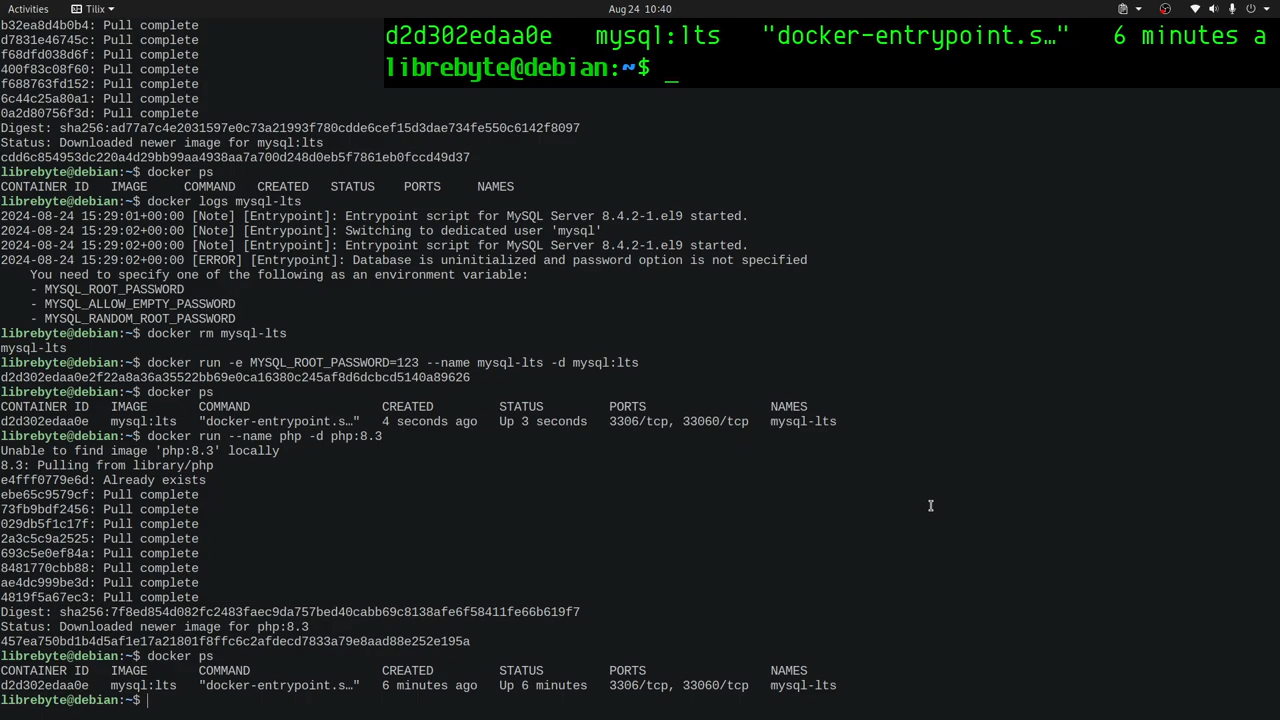 Activities Tilix Aug 24 10:40
b32ea8d4b0b4: Pull complete
d7831e46745c: Pull complete
f68dfd038d6f: Pull complete
400f83c08f60: Pull complete
f688763fd152: Pull complete
6c44c25a80a1: Pull complete
0a2d80756f3d: Pull complete
d2d302edaa0e mysql:lts "docker-entrypoint.s…" 6 minutes a
librebyte@debian:~$ _
Digest: sha256:ad77a7c4e2031597e0c73a21993f780cdde6cef15d3dae734fe550c6142f8097
Status: Downloaded newer image for mysql:lts
cdd6c854953dc220a4d29bb99aa4938aa7a700d248d0eb5f7861eb0fccd49d37
librebyte@debian:~$ docker ps
CONTAINER ID IMAGE COMMAND CREATED STATUS PORTS NAMES
librebyte@debian:~$ docker logs mysql-lts
2024-08-24 15:29:01+00:00 [Note] [Entrypoint]: Entrypoint script for MySQL Server 8.4.2-1.el9 started.
2024-08-24 15:29:02+00:00 [Note] [Entrypoint]: Switching to dedicated user 'mysql'
2024-08-24 15:29:02+00:00 [Note] [Entrypoint]: Entrypoint script for MySQL Server 8.4.2-1.el9 started.
2024-08-24 15:29:02+00:00 [ERROR] [Entrypoint]: Database is uninitialized and password option is not specified
You need to specify one of the following as an environment variable:
- MYSQL_ROOT_PASSWORD
- MYSQL_ALLOW_EMPTY_PASSWORD
- MYSQL_RANDOM_ROOT_PASSWORD
librebyte@debian:~$ docker rm mysql-lts
mysql-lts
librebyte@debian:~$ docker run -e MYSQL_ROOT_PASSWORD=123 --name mysql-lts -d mysql:lts
d2d302edaa0e2f22a8a36a35522bb69e0ca16380c245af8d6dcbcd5140a89626
librebyte@debian:~$ docker ps
CONTAINER ID IMAGE COMMAND CREATED STATUS PORTS NAMES
d2d302edaa0e mysql:lts "docker-entrypoint.s…" 4 seconds ago Up 3 seconds 3306/tcp, 33060/tcp mysql-lts
librebyte@debian:~$ docker run --name php -d php:8.3
Unable to find image 'php:8.3' locally
8.3: Pulling from library/php
e4fff0779e6d: Already exists
ebe65c9579cf: Pull complete
73fb9bdf2456: Pull complete
029db5f1c17f: Pull complete
2a3c5c9a2525: Pull complete
693c5e0ef84a: Pull complete
8481770cbb88: Pull complete
ae4dc999be3d: Pull complete
4819f5a67ec3: Pull complete
Digest: sha256:7f8ed854d082fc2483faec9da757bed40cabb69c8138afe6f58411fe66b619f7
Status: Downloaded newer image for php:8.3
457ea750bd1b4d5af1e17a21801f8ffc6c2afdecd7833a79e8aad88e252e195a
librebyte@debian:~$ docker ps
CONTAINER ID IMAGE COMMAND CREATED STATUS PORTS NAMES
d2d302edaa0e mysql:lts "docker-entrypoint.s…" 6 minutes ago Up 6 minutes 3306/tcp, 33060/tcp mysql-lts
librebyte@debian:~$